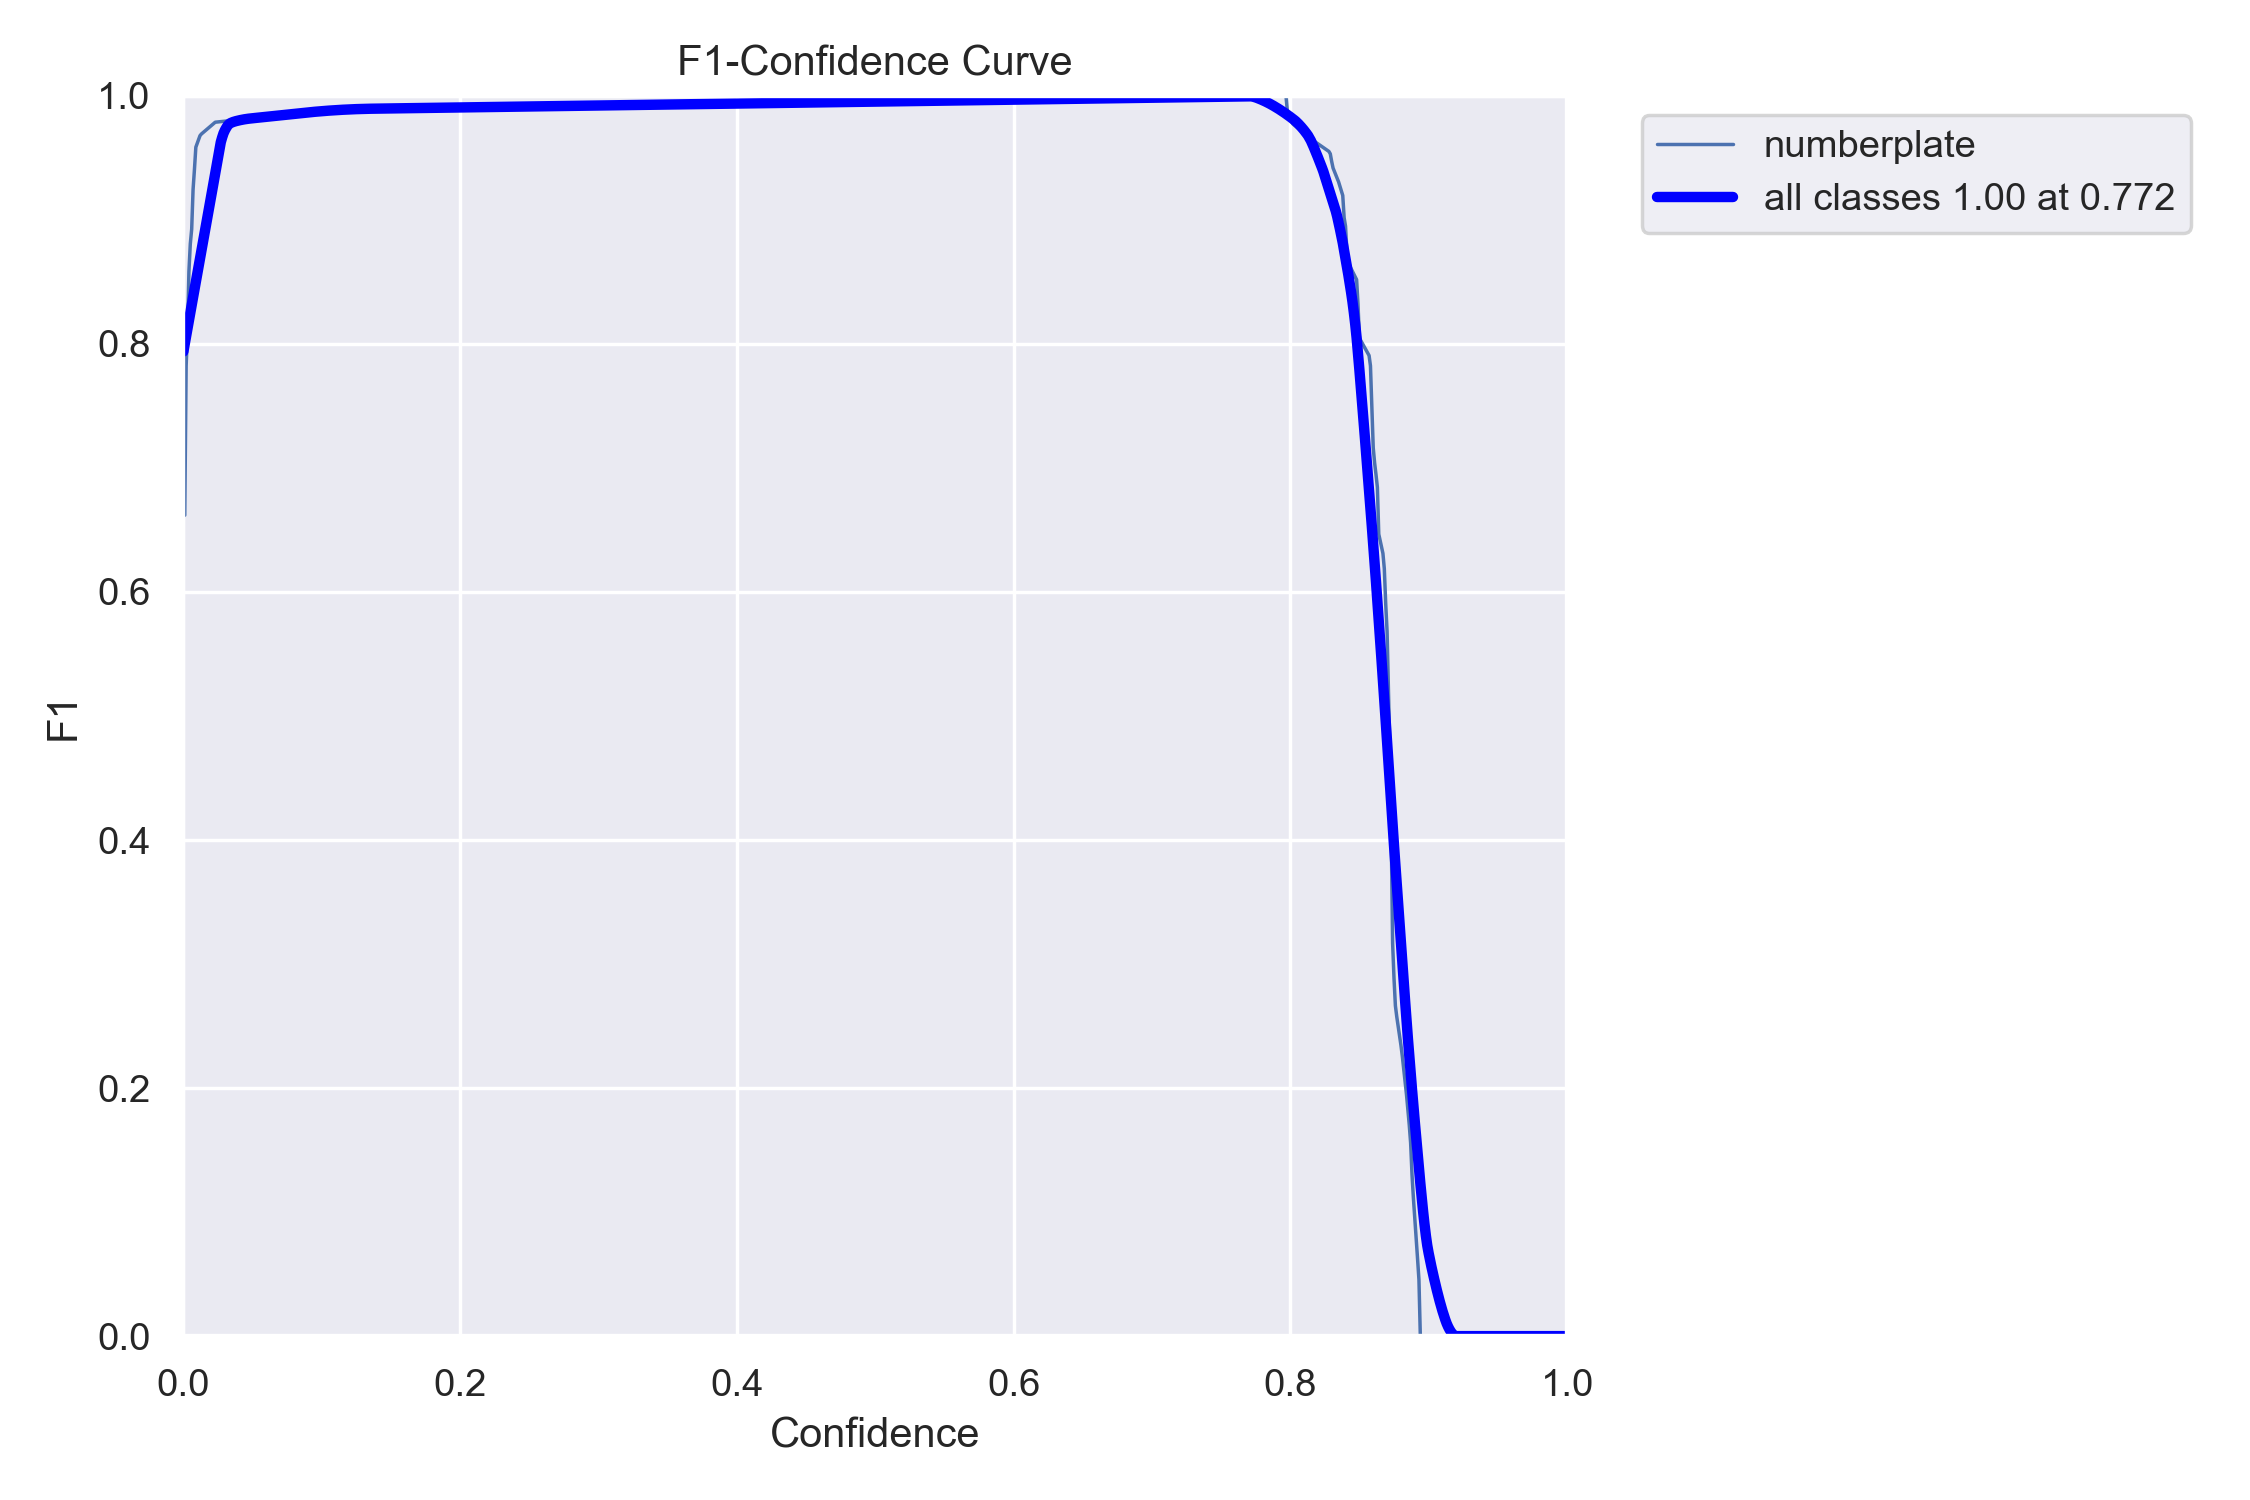 F1-Confidence Curve
1.0
0.8
0.6
0.4
0.2
0.0
F1
0.0 0.2 0.4 0.6 0.8 1.0
Confidence
numberplate
all classes 1.00 at 0.772